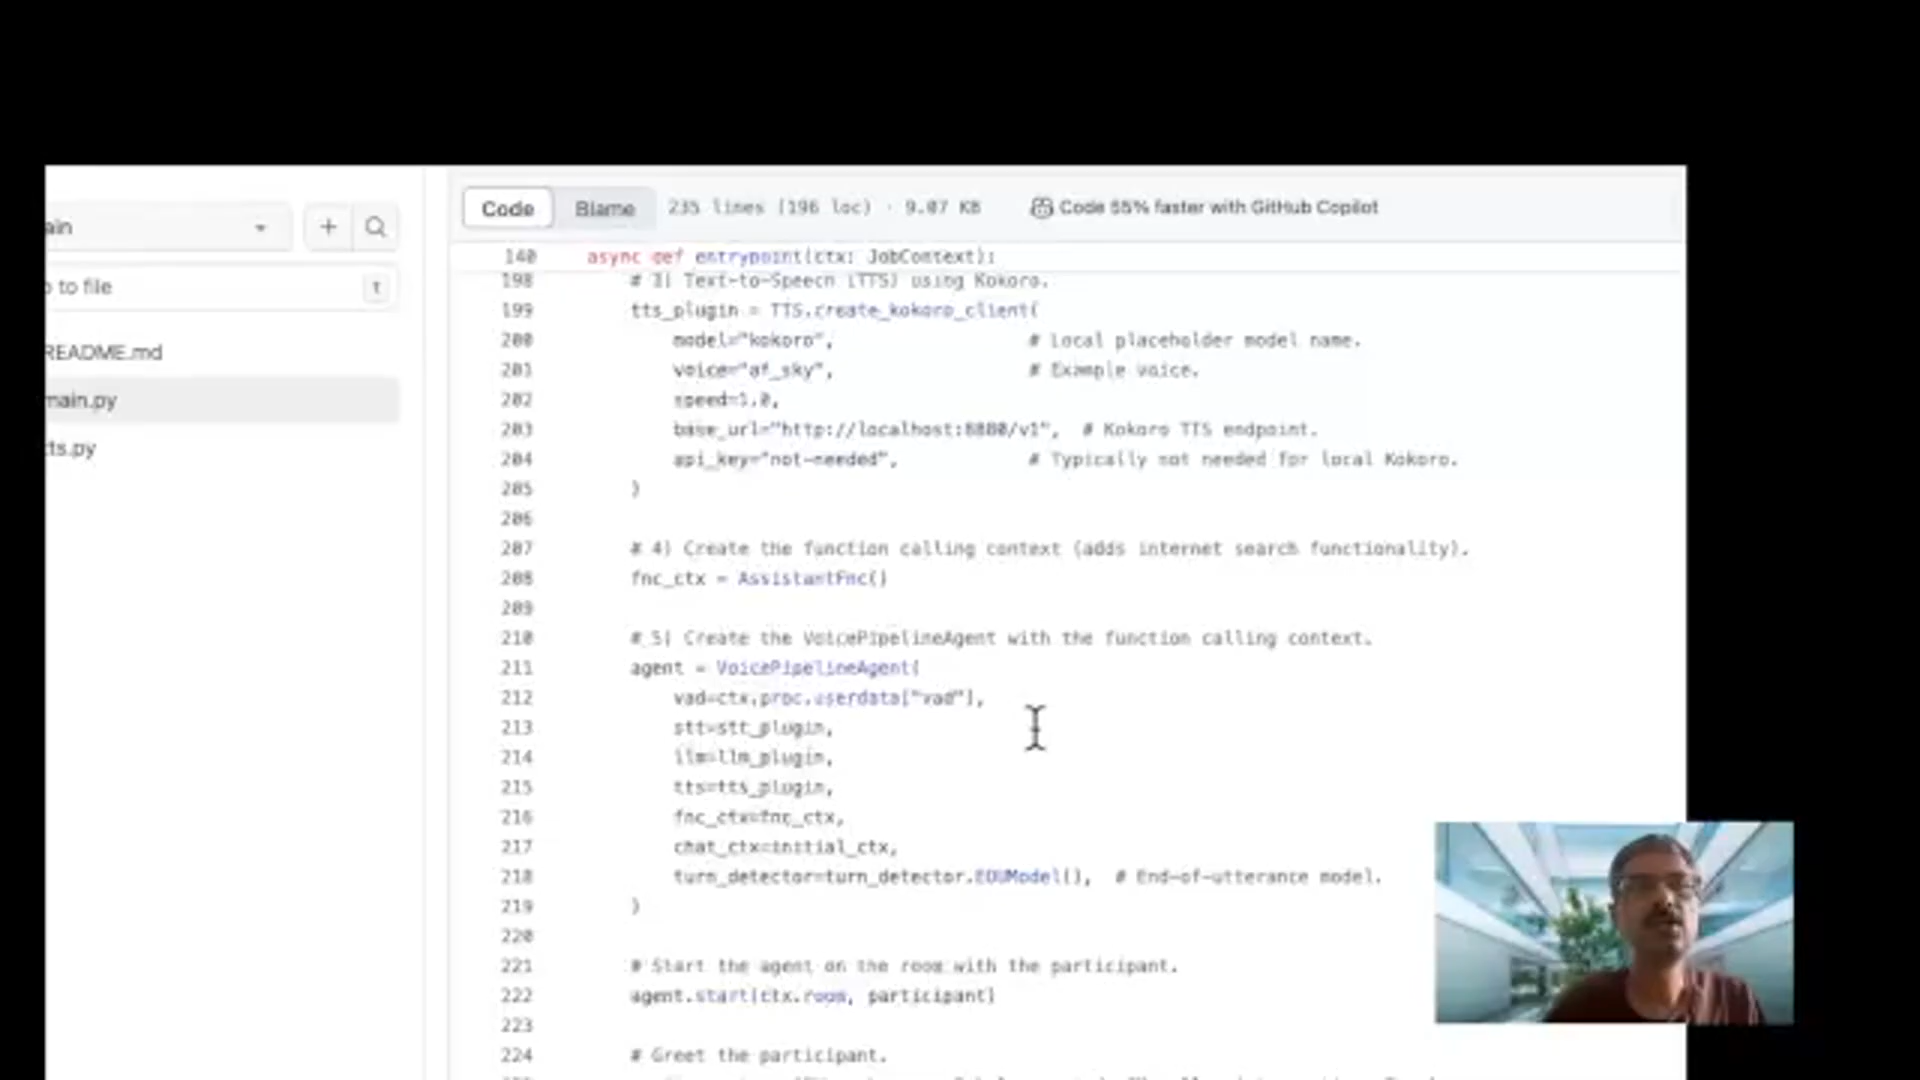 ain
+
to file
t
README.md
main.py
tts.py
Code Blame 235 lines (196 loc) · 9.07 KB Code 55% faster with GitHub Copilot
140 async def entrypoint(ctx: JobContext):
198 # 3) Text-to-Speech (TTS) using Kokoro.
199 tts_plugin = TTS.create_kokoro_client(
200 model="kokoro", # Local placeholder model name.
201 voice="af_sky", # Example voice.
202 speed=1.0,
203 base_url="http://localhost:8880/v1", # Kokoro TTS endpoint.
204 api_key="not-needed", # Typically not needed for local Kokoro.
205 )
206
207 # 4) Create the function calling context (adds internet search functionality).
208 fnc_ctx = AssistantFnc()
209
210 # 5) Create the VoicePipelineAgent with the function calling context.
211 agent = VoicePipelineAgent(
212 vad=ctx.proc.userdata["vad"],
213 stt=stt_plugin,
214 llm=llm_plugin,
215 tts=tts_plugin,
216 fnc_ctx=fnc_ctx,
217 chat_ctx=initial_ctx,
218 turn_detector=turn_detector.EOUModel(), # End-of-utterance model.
219 )
220
221 # Start the agent on the room with the participant.
222 agent.start(ctx.room, participant)
223
224 # Greet the participant.